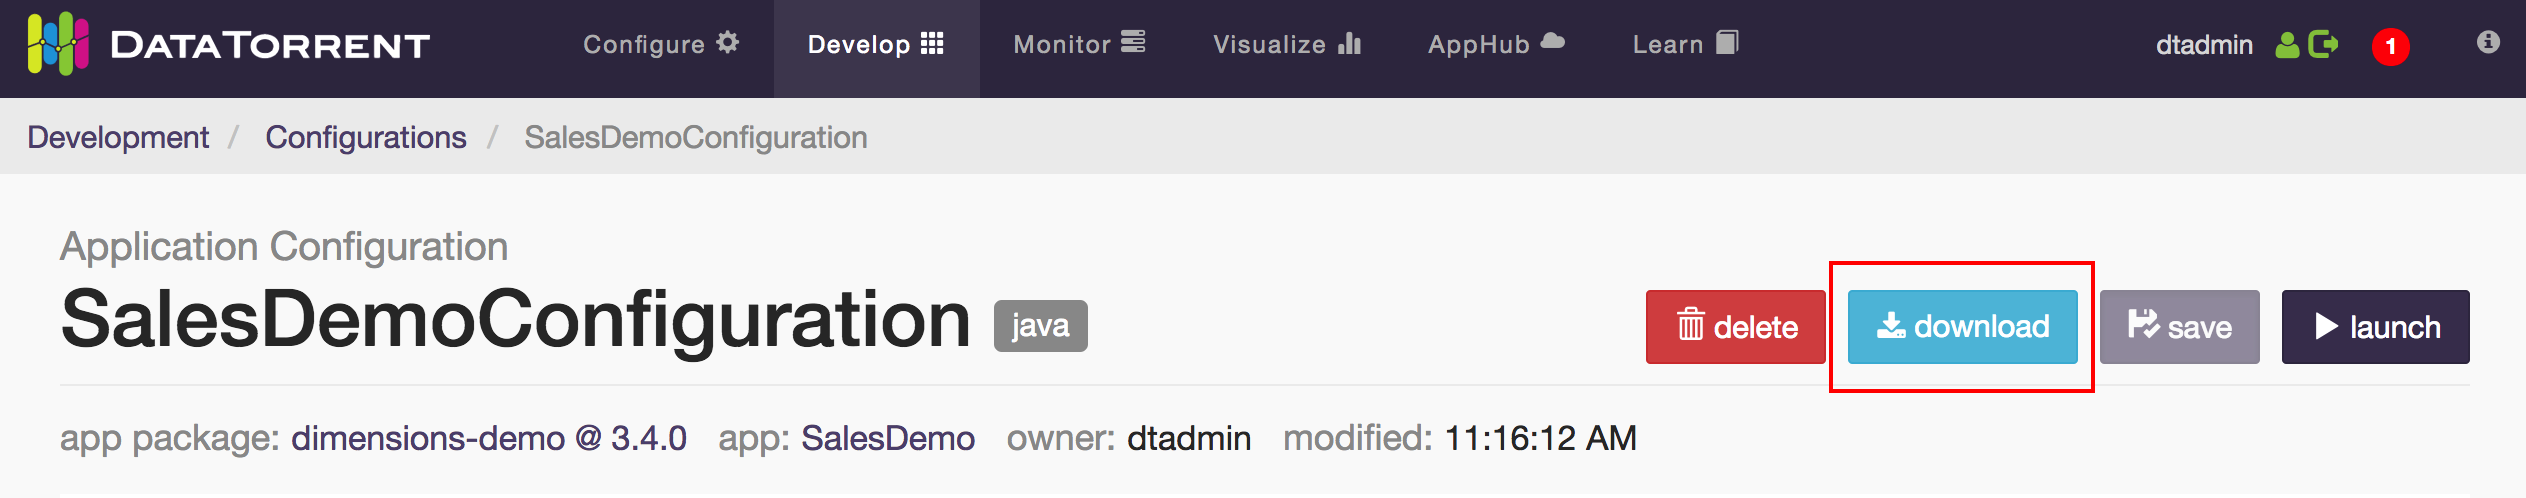 DATATORRENT Configure Develop Monitor Visualize AppHub Learn dtadmin 1
Development / Configurations / SalesDemoConfiguration
Application Configuration
SalesDemoConfiguration java delete download save launch
app package: dimensions-demo @ 3.4.0 app: SalesDemo owner: dtadmin modified: 11:16:12 AM